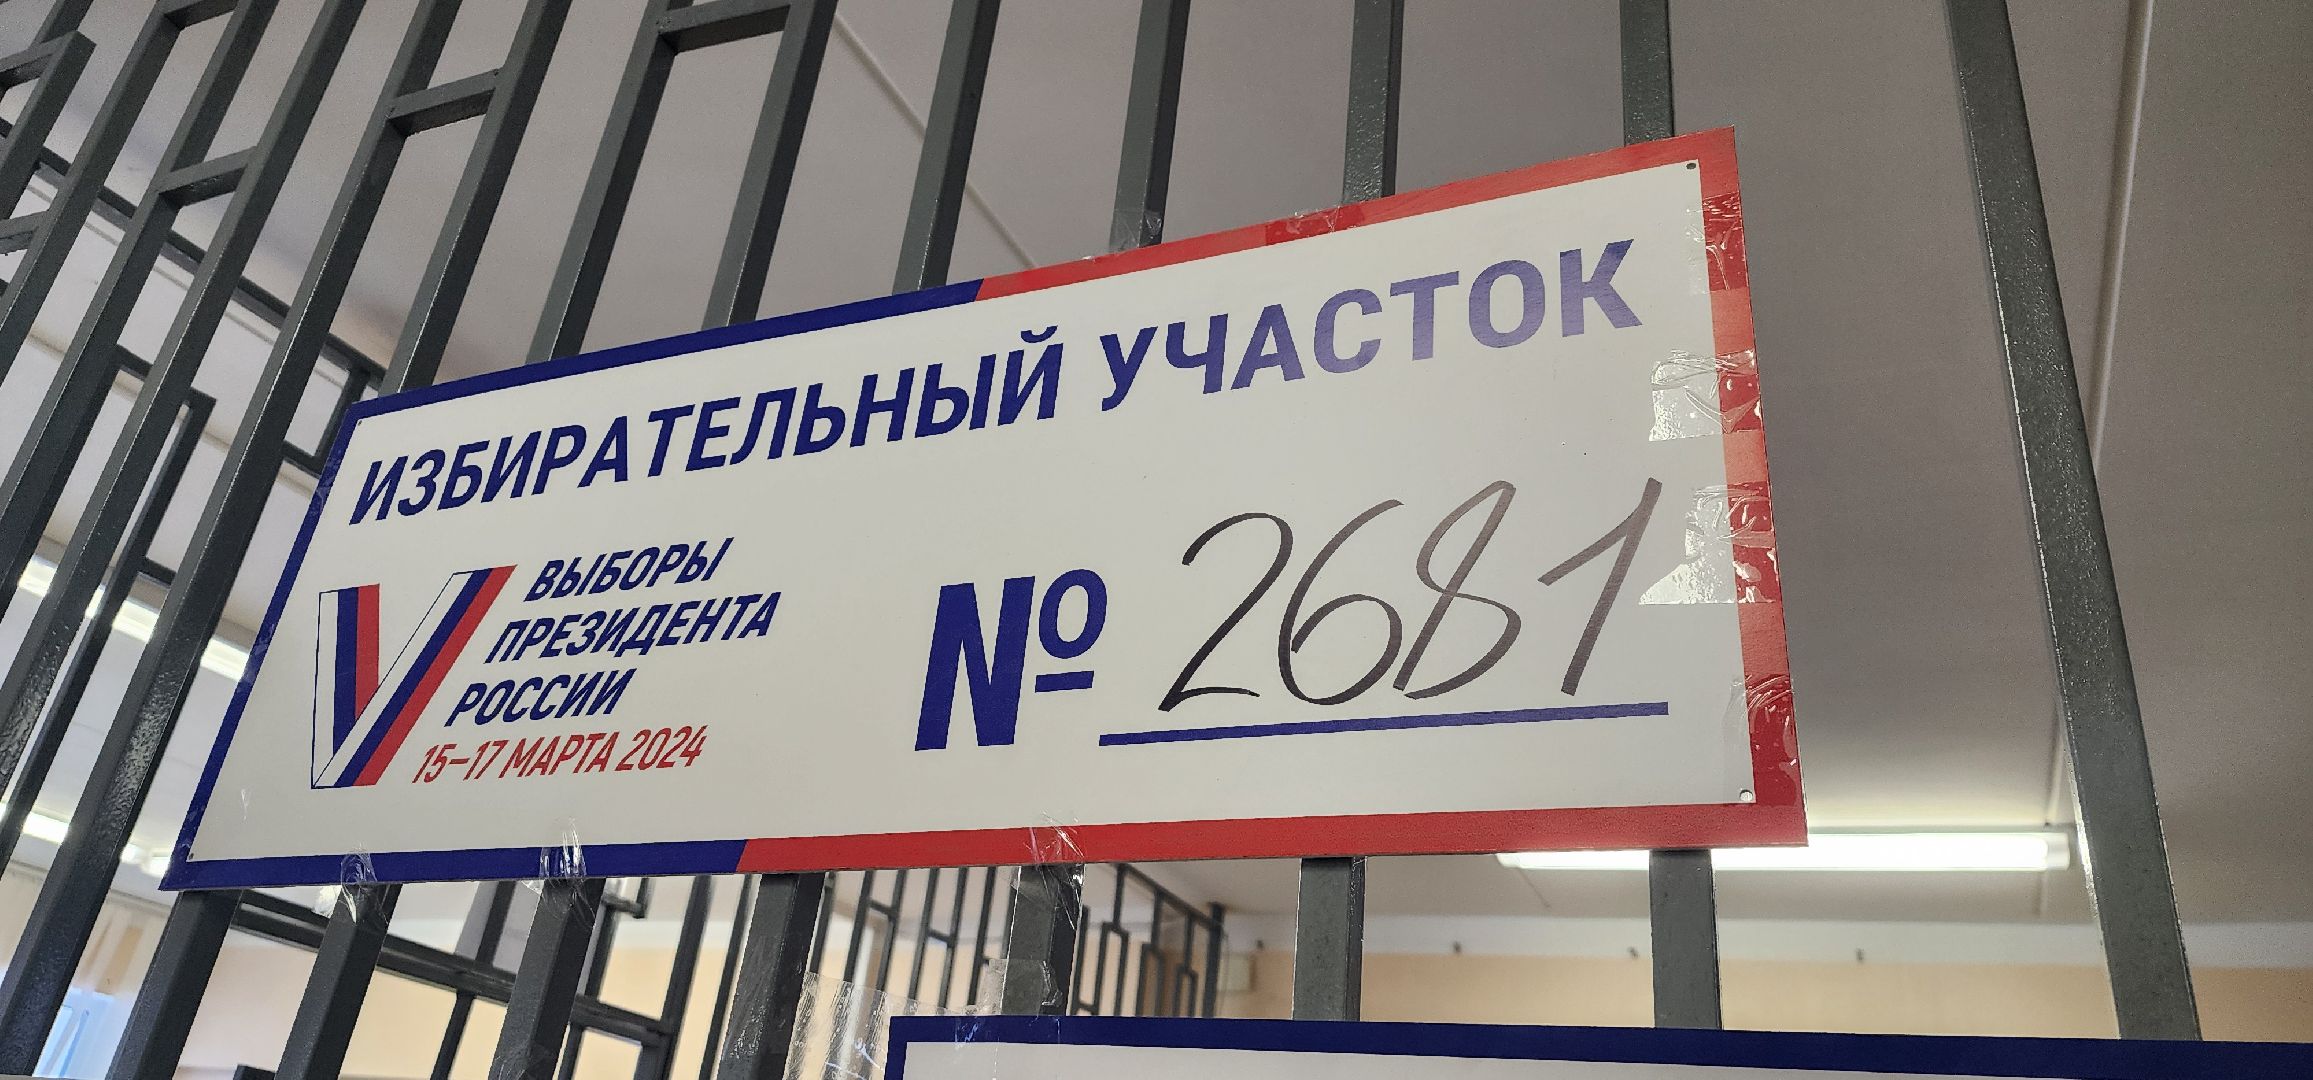 ИЗБИРАТЕЛЬНЫЙ УЧАСТОК
ВЫБОРЫ
ПРЕЗИДЕНТА
РОССИИ
15–17 МАРТА 2024
№ 2681